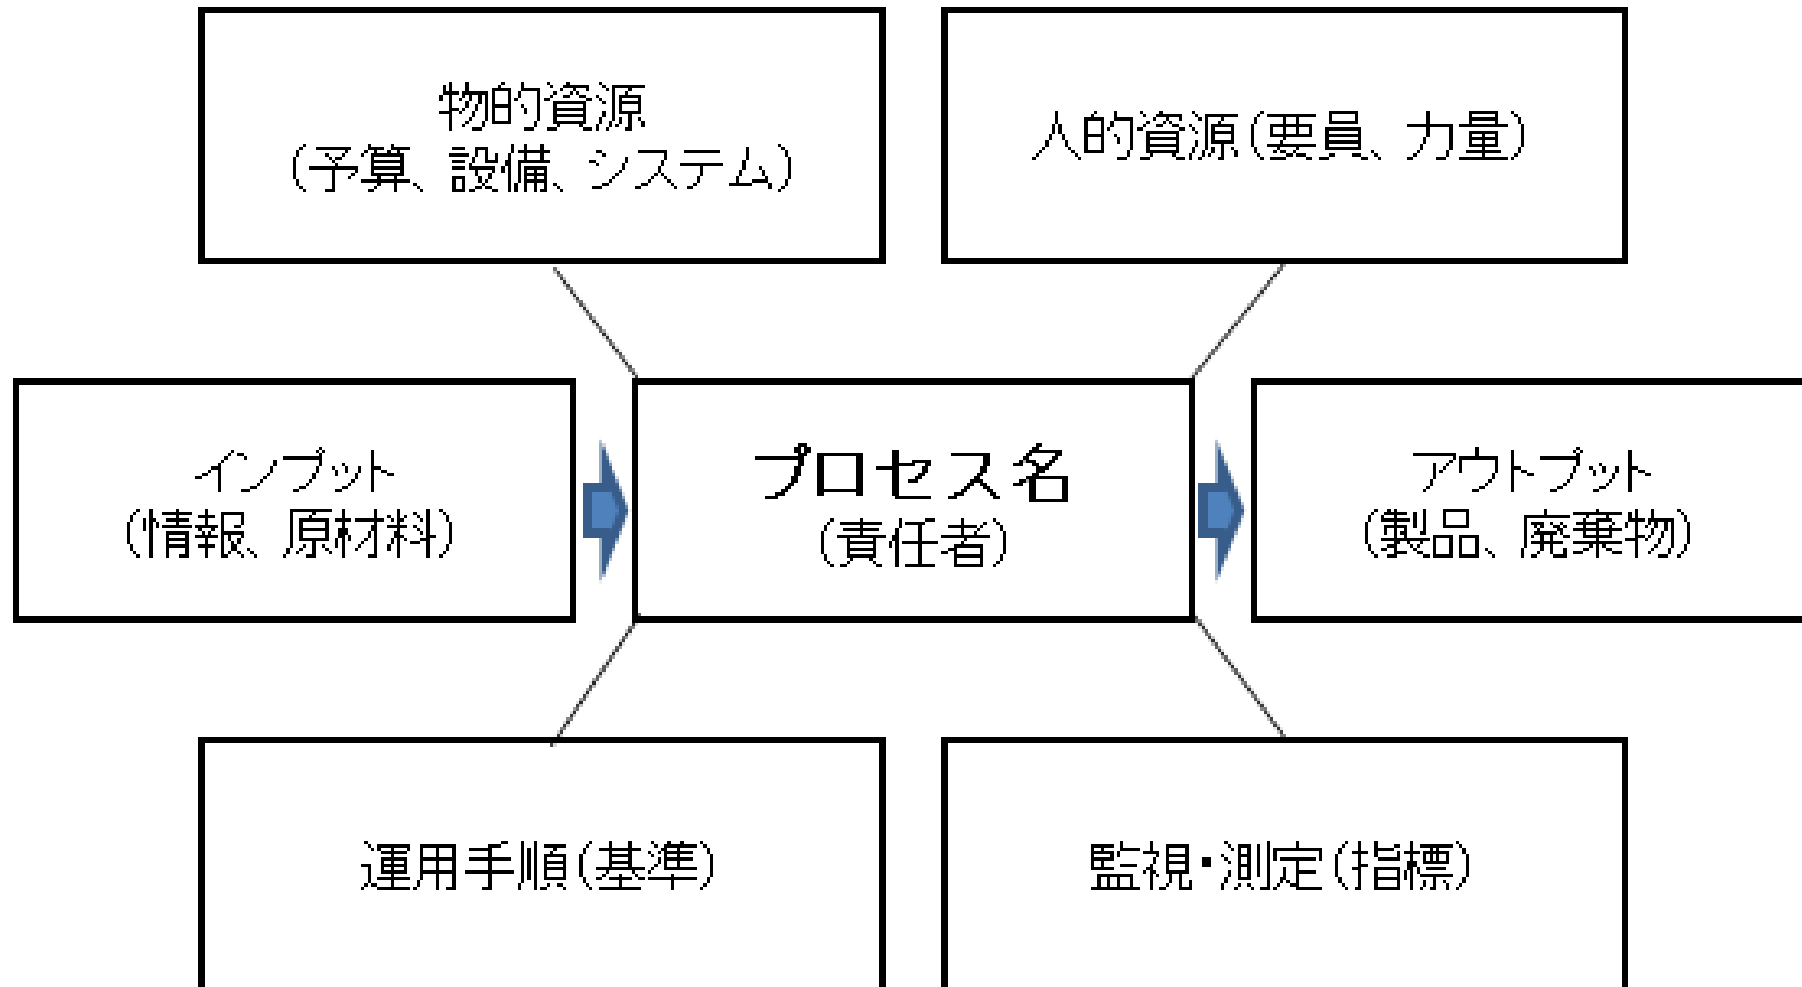 物的資源
(予算、設備、システム)
人的資源(要員、力量)
インプット
(情報、原材料)
プロセス名
(責任者)
アウトプット
(製品、廃棄物)
運用手順(基準)
監視・測定(指標)